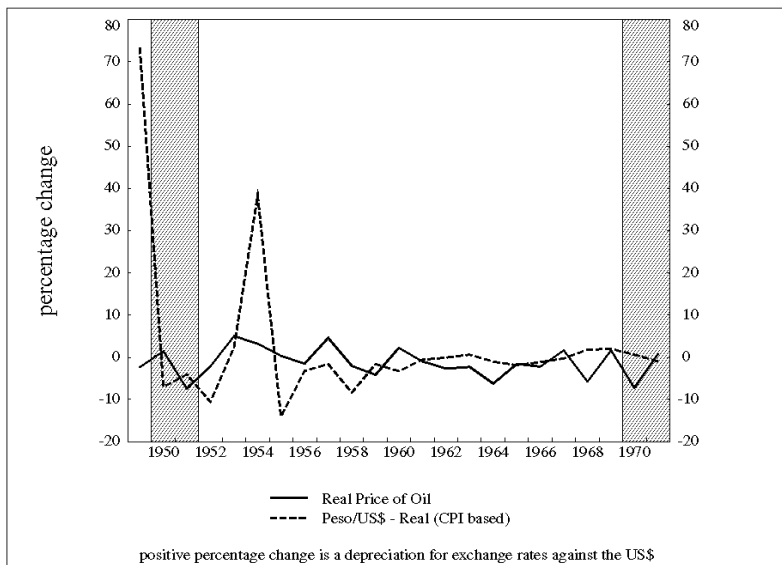 80 80
70 70
60 60
50 50
40 40
30 30
20 20
10 10
0 0
-10 -10
-20 -20
percentage change
1950 1952 1954 1956 1958 1960 1962 1964 1966 1968 1970
Real Price of Oil
Peso/US$ - Real (CPI based)
positive percentage change is a depreciation for exchange rates against the US$